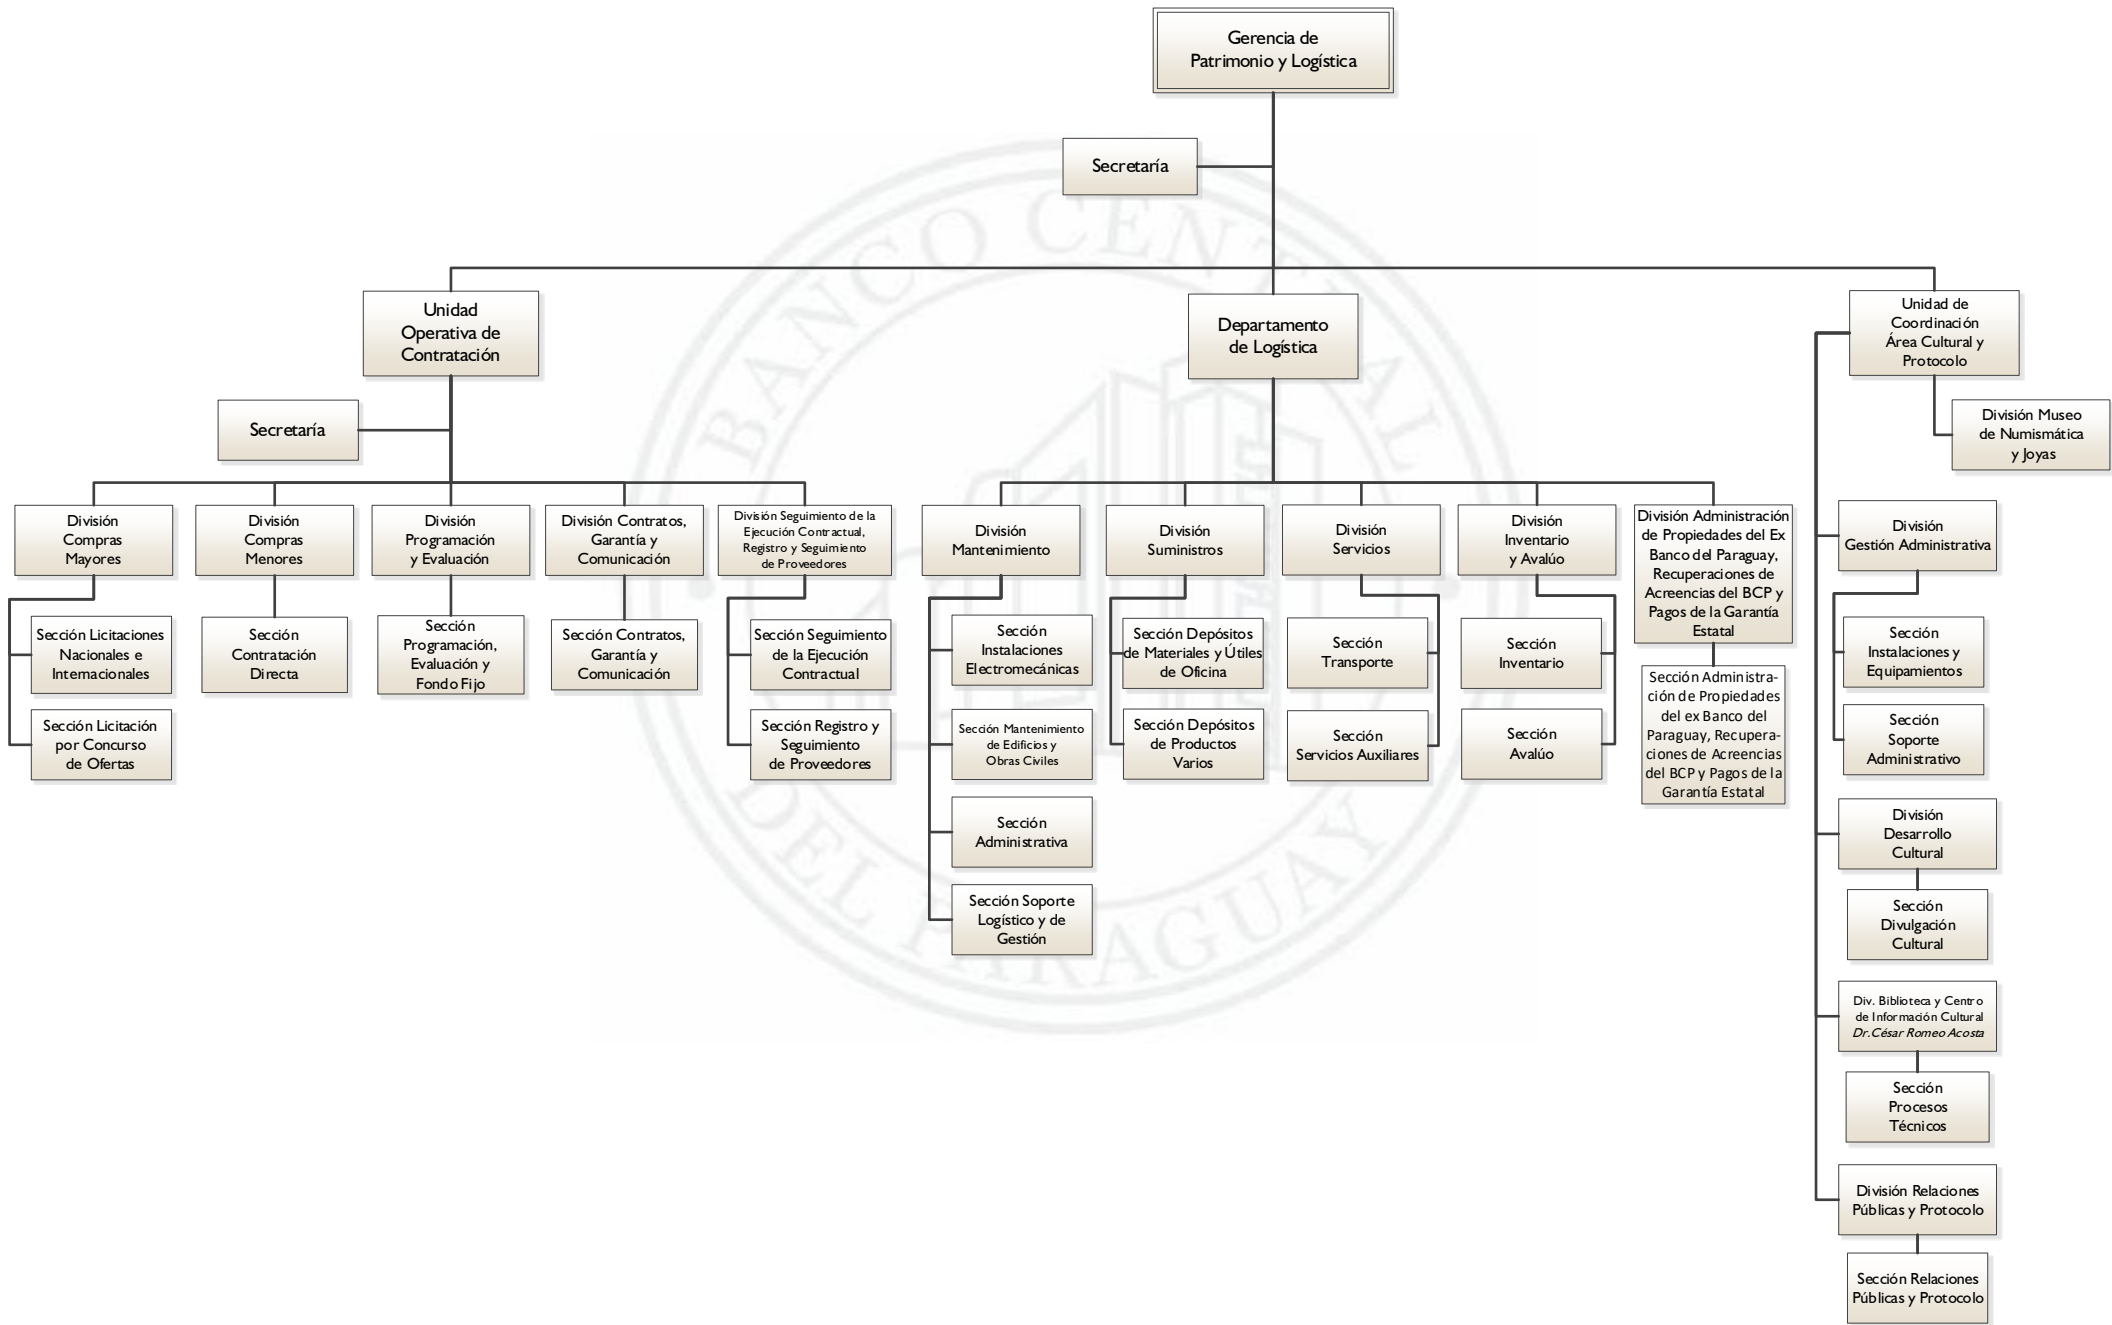 Gerencia de
Patrimonio y Logística
Secretaría
Unidad
Operativa de
Contratación
Departamento
de Logística
Unidad de
Coordinación
Área Cultural y
Protocolo
Secretaría
División Museo
de Numismática
y Joyas
División
Compras
Mayores
División
Compras
Menores
División
Programación
y Evaluación
División Contratos,
Garantía y
Comunicación
División Seguimiento de la
Ejecución Contractual,
Registro y Seguimiento
de Proveedores
División
Mantenimiento
División
Suministros
División
Servicios
División
Inventario
y Avalúo
División Administración
de Propiedades del Ex
Banco del Paraguay,
Recuperaciones de
Acreencias del BCP y
Pagos de la Garantía
Estatal
División
Gestión Administrativa
Sección Licitaciones
Nacionales e
Internacionales
Sección Licitación
por Concurso
de Ofertas
Sección
Contratación
Directa
Sección
Programación,
Evaluación y
Fondo Fijo
Sección Contratos,
Garantía y
Comunicación
Sección Seguimiento
de la Ejecución
Contractual
Sección Registro y
Seguimiento
de Proveedores
Sección
Instalaciones
Electromecánicas
Sección Mantenimiento
de Edificios y
Obras Civiles
Sección
Administrativa
Sección Soporte
Logístico y de
Gestión
Sección Depósitos
de Materiales y Útiles
de Oficina
Sección Depósitos
de Productos
Varios
Sección
Transporte
Sección
Servicios Auxiliares
Sección
Inventario
Sección
Avalúo
Sección Administra-
ción de Propiedades
del ex Banco del
Paraguay, Recupera-
ciones de Acreencias
del BCP y Pagos de la
Garantía Estatal
Sección
Instalaciones y
Equipamientos
Sección
Soporte
Administrativo
División
Desarrollo
Cultural
Sección
Divulgación
Cultural
Div. Biblioteca y Centro
de Información Cultural
Dr.César Romeo Acosta
Sección
Procesos
Técnicos
División Relaciones
Públicas y Protocolo
Sección Relaciones
Públicas y Protocolo
BANCO CENTRAL
DEL PARAGUAY